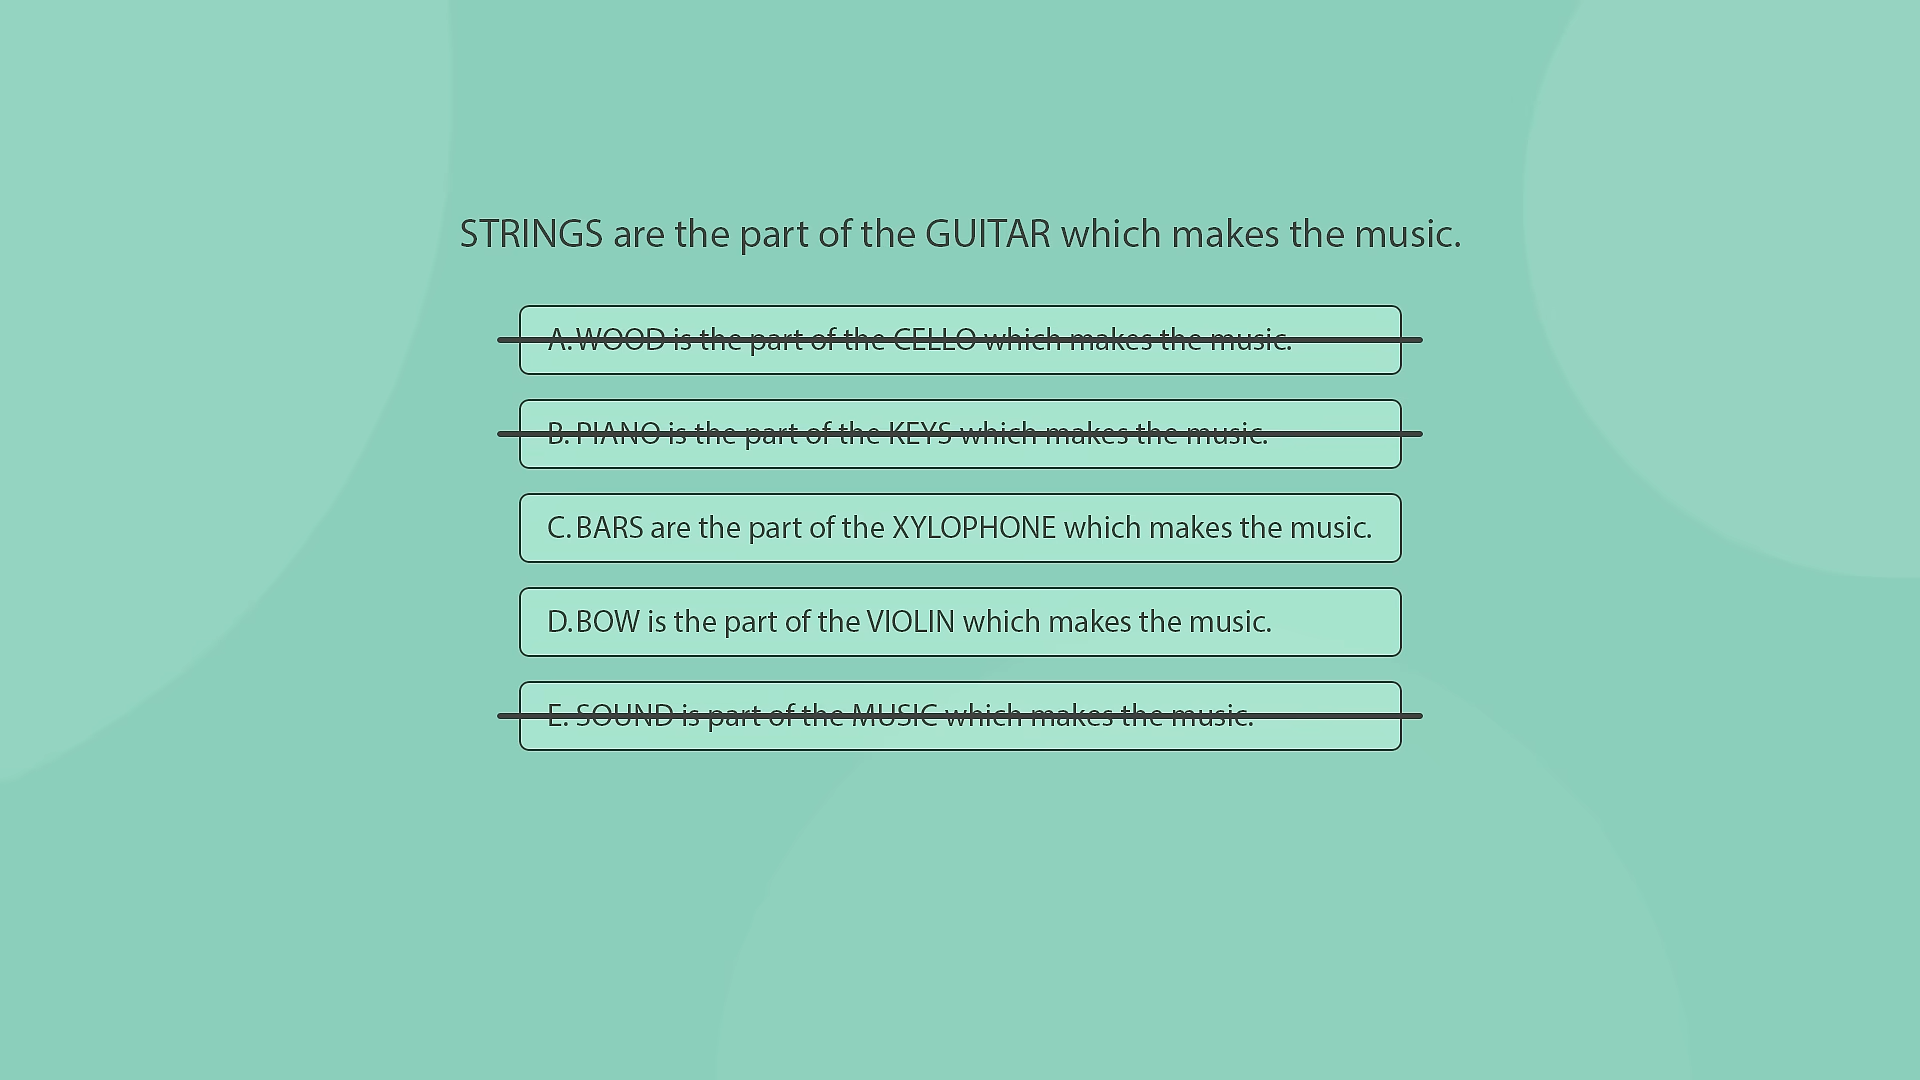 STRINGS are the part of the GUITAR which makes the music.
A. WOOD is the part of the CELLO which makes the music.
B. PIANO is the part of the KEYS which makes the music.
C. BARS are the part of the XYLOPHONE which makes the music.
D. BOW is the part of the VIOLIN which makes the music.
E. SOUND is part of the MUSIC which makes the music.